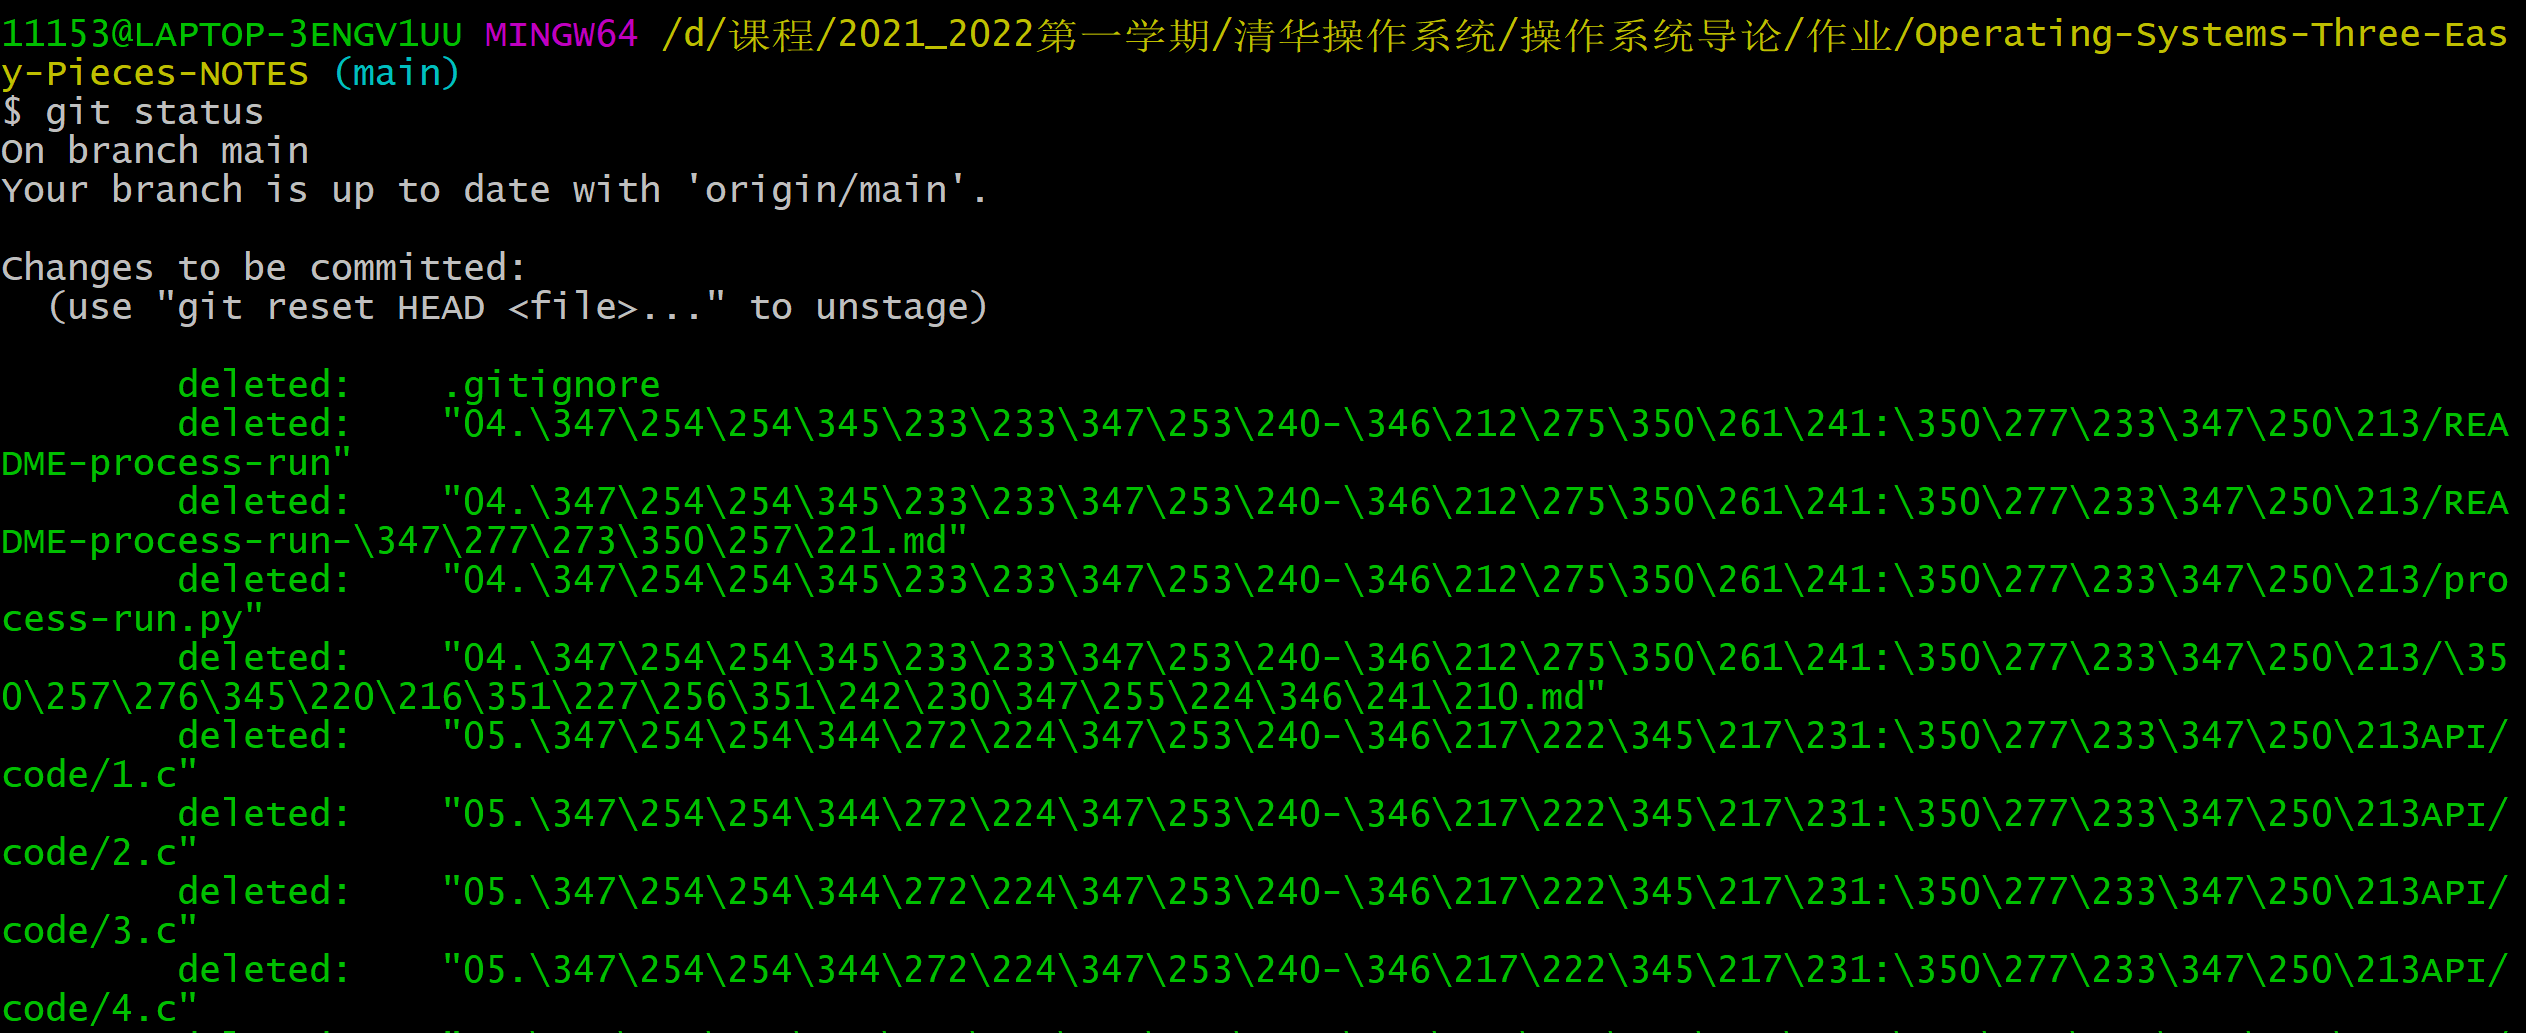 11153@LAPTOP-3ENGV1UU MINGW64 /d/课程/2021_2022第一学期/清华操作系统/操作系统导论/作业/Operating-Systems-Three-Eas
y-Pieces-NOTES (main)
$ git status
On branch main
Your branch is up to date with 'origin/main'.
Changes to be committed:
  (use "git reset HEAD <file>..." to unstage)
        deleted:    .gitignore
        deleted:    "04.\347\254\254\345\233\233\347\253\240-\346\212\275\350\261\241:\350\277\233\347\250\213/REA
DME-process-run"
        deleted:    "04.\347\254\254\345\233\233\347\253\240-\346\212\275\350\261\241:\350\277\233\347\250\213/REA
DME-process-run-\347\277\273\350\257\221.md"
        deleted:    "04.\347\254\254\345\233\233\347\253\240-\346\212\275\350\261\241:\350\277\233\347\250\213/pro
cess-run.py"
        deleted:    "04.\347\254\254\345\233\233\347\253\240-\346\212\275\350\261\241:\350\277\233\347\250\213/\35
0\257\276\345\220\216\351\227\256\351\242\230\347\255\224\346\241\210.md"
        deleted:    "05.\347\254\254\344\272\224\347\253\240-\346\217\222\345\217\231:\350\277\233\347\250\213API/
code/1.c"
        deleted:    "05.\347\254\254\344\272\224\347\253\240-\346\217\222\345\217\231:\350\277\233\347\250\213API/
code/2.c"
        deleted:    "05.\347\254\254\344\272\224\347\253\240-\346\217\222\345\217\231:\350\277\233\347\250\213API/
code/3.c"
        deleted:    "05.\347\254\254\344\272\224\347\253\240-\346\217\222\345\217\231:\350\277\233\347\250\213API/
code/4.c"